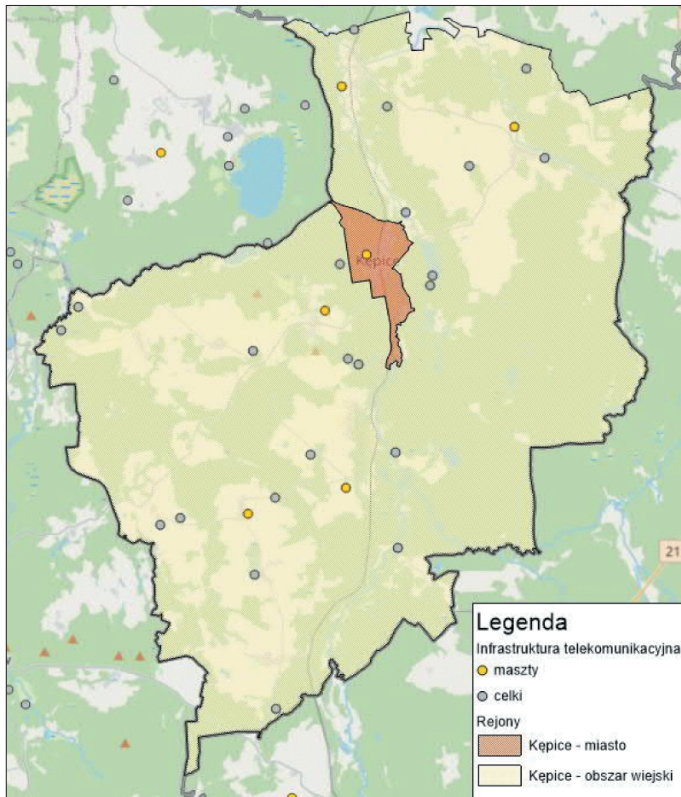 Kępice
21
Legenda
Infrastruktura telekomunikacyjna
maszty
celki
Rejony
Kępice - miasto
Kępice - obszar wiejski